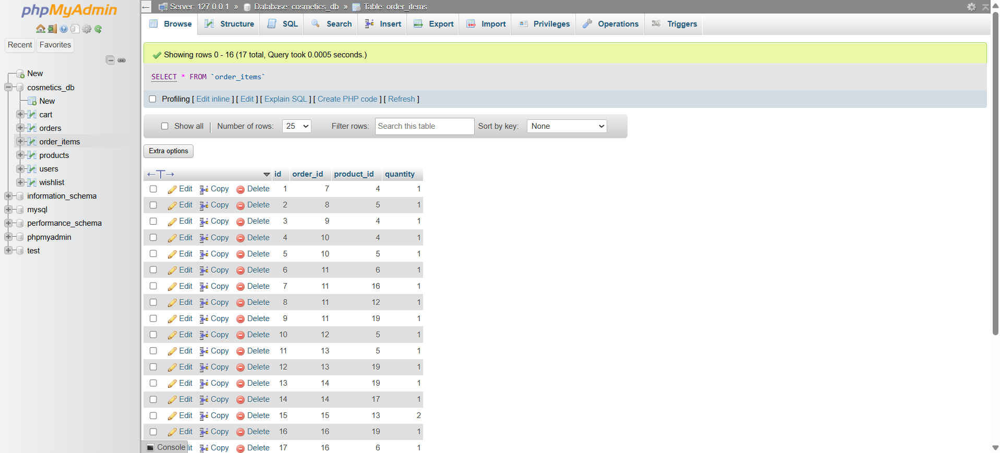 phpMyAdmin
Recent Favorites
New
cosmetics_db
New
cart
orders
order_items
products
users
wishlist
information_schema
mysql
performance_schema
phpmyadmin
test
Server: 127.0.0.1 » Database: cosmetics_db » Table: order_items
Browse Structure SQL Search Insert Export Import Privileges Operations Triggers
Showing rows 0 - 16 (17 total, Query took 0.0005 seconds.)
SELECT * FROM `order_items`
Profiling [ Edit inline ] [ Edit ] [ Explain SQL ] [ Create PHP code ] [ Refresh ]
Show all | Number of rows: 25 Filter rows: Search this table Sort by key: None
Extra options
←T→ id order_id product_id quantity
Edit Copy Delete 1 7 4 1
Edit Copy Delete 2 8 5 1
Edit Copy Delete 3 9 4 1
Edit Copy Delete 4 10 4 1
Edit Copy Delete 5 10 5 1
Edit Copy Delete 6 11 6 1
Edit Copy Delete 7 11 16 1
Edit Copy Delete 8 11 12 1
Edit Copy Delete 9 11 19 1
Edit Copy Delete 10 12 5 1
Edit Copy Delete 11 13 5 1
Edit Copy Delete 12 13 19 1
Edit Copy Delete 13 14 19 1
Edit Copy Delete 14 14 17 1
Edit Copy Delete 15 15 13 2
Edit Copy Delete 16 16 19 1
Console it Copy Delete 17 16 6 1